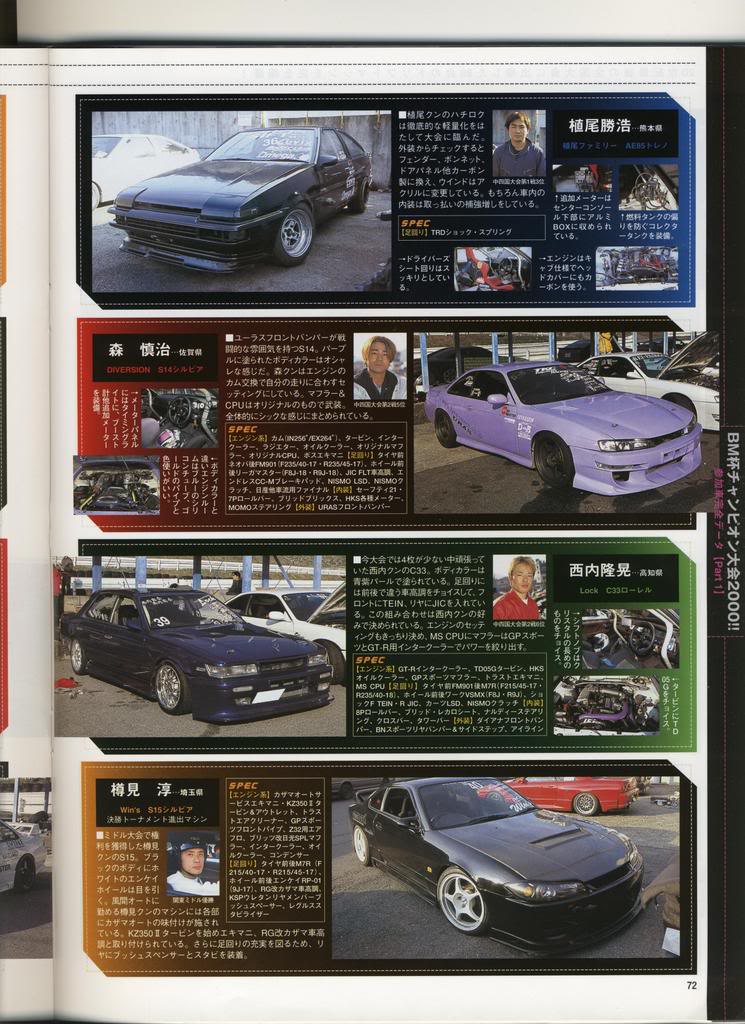 ■植尾クンのハチロク
は徹底的な軽量化をは
たして大会に臨んだ。
外装からチェックすると
フェンダー、ボンネット、
ドアパネル他カーボン
製に換え、ウインドはア
クリルに変更している。もちろん車内の
内装は取っ払いの補強増しをしている。
SPEC
【足回り】TRDショック・スプリング
中四国大会第1戦3位
植尾勝浩…熊本県
植尾ファミリー AE85トレノ
↑追加メーターは
センターコンソー
ル下部にアルミ
BOXに収められ
ている。
↑燃料タンクの偏
りを防ぐコレクタ
ータンクを装備。
→ドライバーズ
シート回りはス
ッキリとしてい
る。
→エンジンはキ
ャブ仕様でヘッ
ドカバーにもカ
ーボンを使う。
森 慎治…佐賀県
DIVERSION S14シルビア
→メーターパネル
にはタイミングラ
イトに、ブースト
計他追加メーター
を装備。
←ボディカラーと
違いエンジンルー
ムはブルーのシリ
コンチューブ、ゴ
ールドのパイプと
色使いがいい。
■ユーラスフロントバンパーが戦
闘的な雰囲気を持つS14。パープ
ルに塗られたボディカラーはオシャ
レな感じだ。森クンはエンジンの
カム交換で自分の走りに合すセ
ッティングにしている。マフラー&
CPUはオリジナルのもので武装。
全体的にシックな感じにまとめられている。
中四国大会第2戦5位
SPEC
【エンジン系】カム(IN256゜/EX264゜)、タービン、インタ
ークーラー、ラジエター、オイルクーラー、オリジナルマフ
ラー、オリジナルCPU、ボスエキマニ【足回り】タイヤ前
ネオバ後FM901(F235/40-17・R235/45-17)、ホイール前
後リーガマスター(F8J-18・R9J-18)、JIC FLT車高調、エ
ンドレスCC-Mブレーキパッド、NISMO LSD、NISMOク
ラッチ、日産他車流用ファイナル【内装】セーフティ21・
7Pロールバー、ブリッドブリックス、HKS各種メーター、
MOMOステアリング【外装】URASフロントバンパー
■今大会では4枚が少ない中頑張って
いた西内クンのC33。ボディカラーは
青紫パールで塗られている。足回りに
は前後で違う車高調をチョイスして、フ
ロントにTEIN、リヤにJICを入れてい
る。この組み合せは西内クンの好
みで決められている。エンジンのセッテ
ィングもきっちり決め、MS CPUにマフラーはGPスポー
ツとGT-R用インタークーラーでパワーを絞り出す。
中四国大会第2戦6位
西内隆晃…高知県
Lock C33ローレル
→シフトノブはク
リスタルの長めの
ものをチョイス。
←タービンにTD
05Gをチョイス。
SPEC
【エンジン系】GT-Rインタークーラー、TD05Gタービン、HKS
オイルクーラー、GPスポーツマフラー、トラストエキマニ、
MS CPU【足回り】タイヤ前FM901後M7R(F215/45-17・
R235/40-18)、ホイール前後ワークVSMX(F8J・R9J)、ショ
ックF TEIN・R JIC、カーツLSD、NISMOクラッチ【内装】
8Pロールバー、ブリッド・レカロシート、ナルディーステアリ
ング、クロスバー、タワーバー【外装】ダイアナフロントバン
パー、BNスポーツリヤバンパー&サイドステップ、アイライン
樽見 淳…埼玉県
Win's S15シルビア
決勝トーナメント進出マシン
■ミドル大会で権
利を獲得した樽見
クンのS15。ブラ
ックのボディにホ
ワイトのエンケイ
ホイールは目を引
く。風間オートに
勤める樽見クンのマシンには各部
にカザマオートの味付けが施され
ている。KZ350Ⅱタービンを始めエキマニ、RG改カザマ車高
調と取り付けられている。さらに足回りの充実を図るため、リ
ヤにブッシュスペンサーとスタビを装着。
関東ミドル優勝
SPEC
【エンジン系】カザマオートサ
ービスエキマニ・KZ350Ⅱタ
ービン&アウトレット、トラス
トエアクリーナー、GPスポー
ツフロントパイプ、Z32用エア
フロ、ブリッツ改日光SPLマフ
ラー、インタークーラー、オイ
ルクーラー、コンデンサー
【足回り】タイヤ前後M7R(F
215/40-17・R215/45-17)、
ホイール前後エンケイRP-01
(9J-17)、RG改カザマ車高調、
KSPウレタンリヤメンバーブ
ッシュスペーサー、レグルスス
タビライザー
BM杯チャンピオン大会2000!!
参加車完全データ【Part1】
72